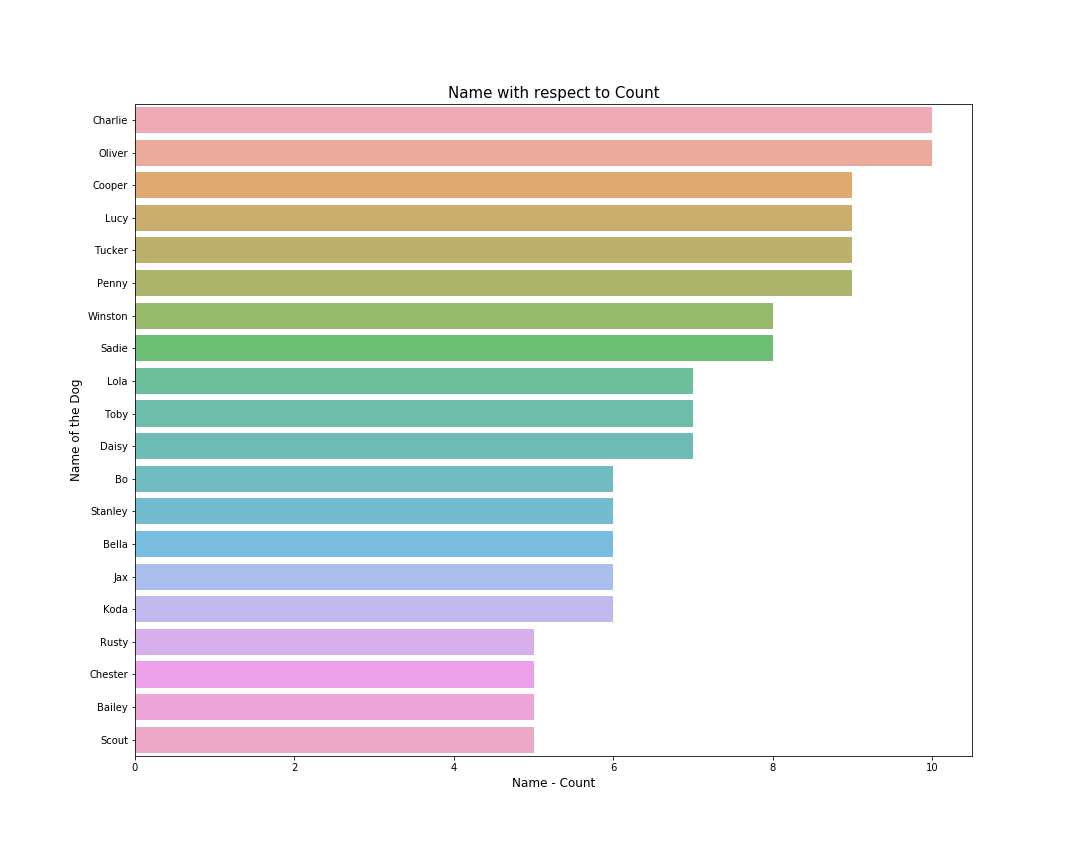 Name with respect to Count
Charlie
Oliver
Cooper
Lucy
Tucker
Penny
Winston
Sadie
Lola
Toby
Daisy
Bo
Stanley
Bella
Jax
Koda
Rusty
Chester
Bailey
Scout
Name of the Dog
0 2 4 6 8 10
Name - Count